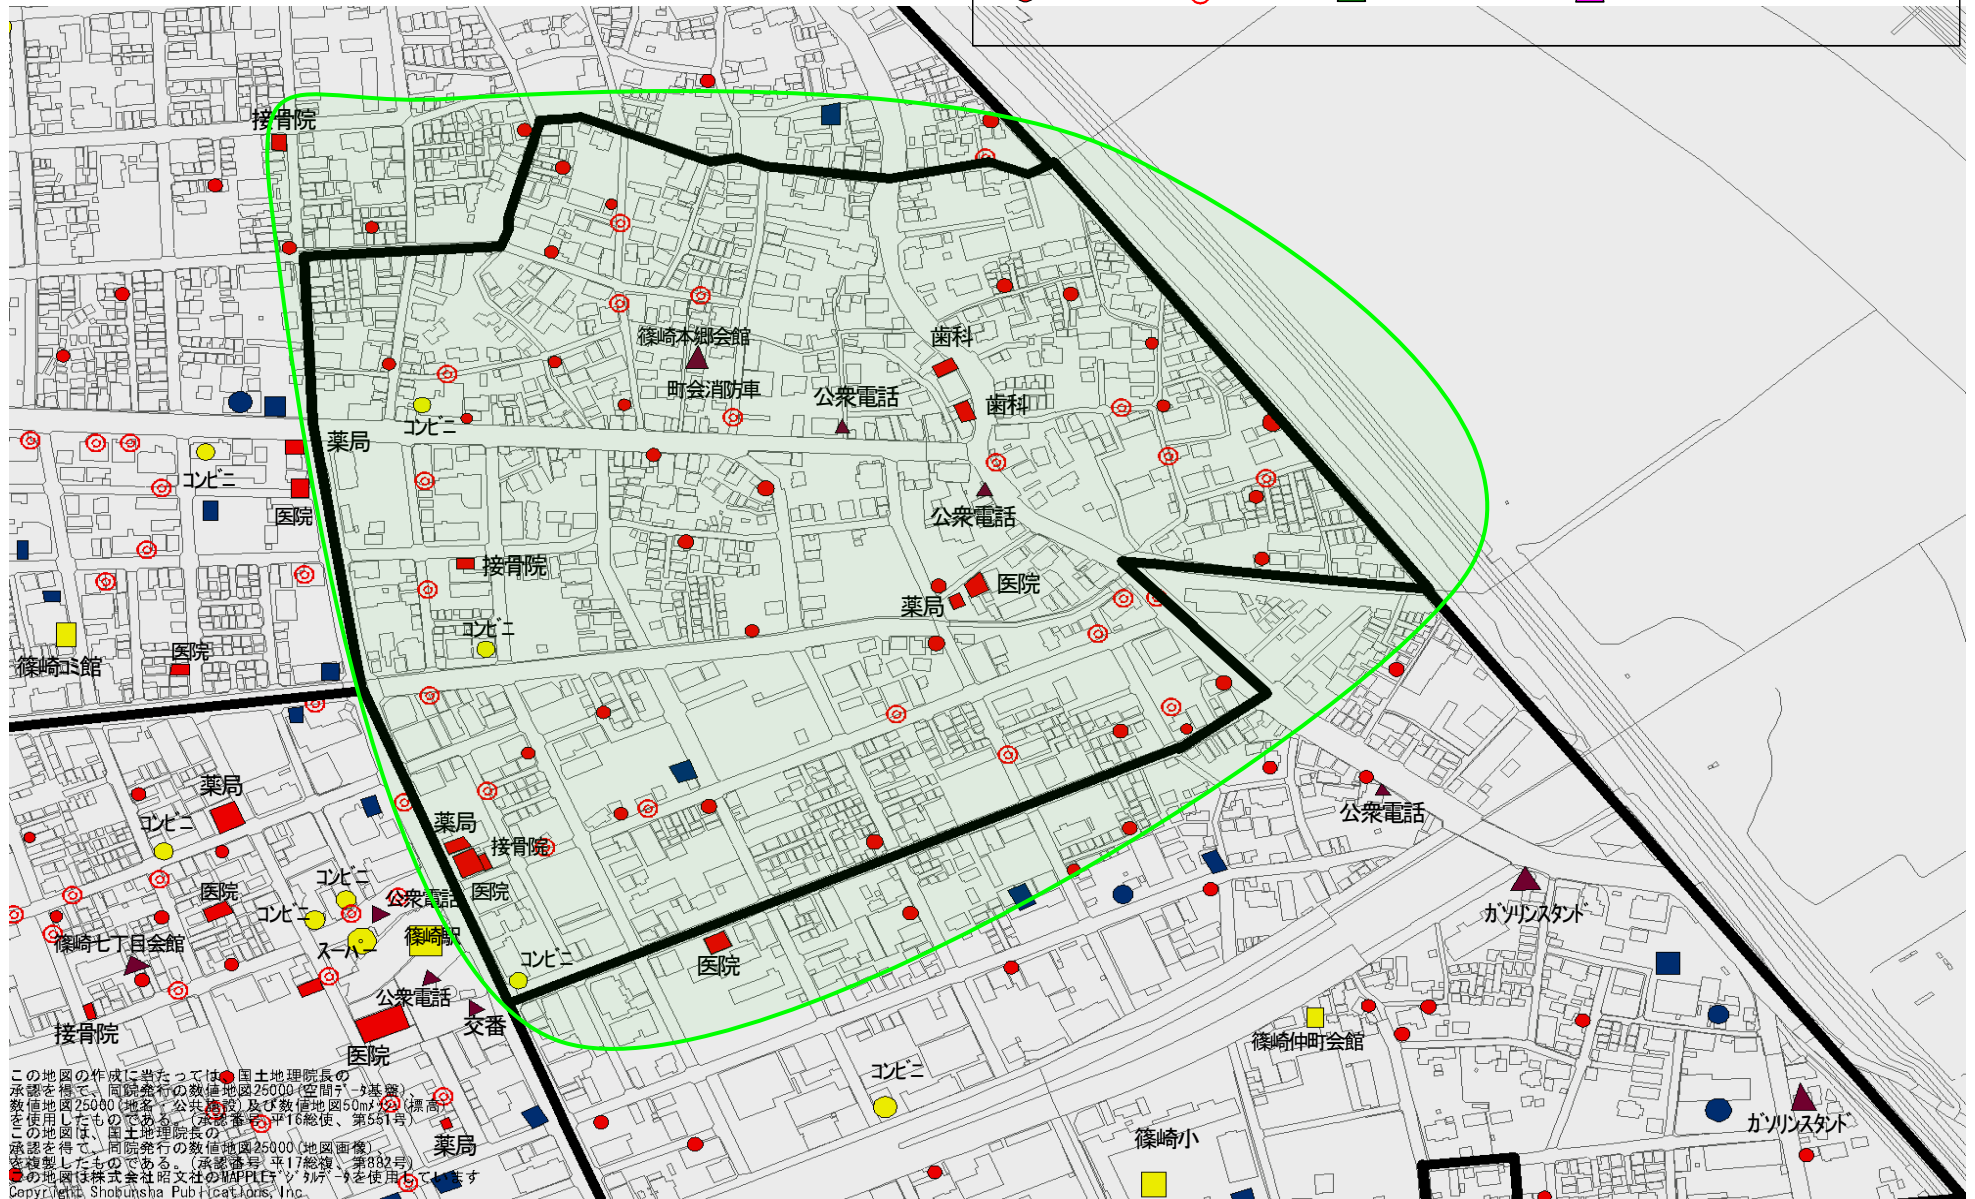 接骨院
篠崎本郷会館
歯科
町会消防車
公衆電話
歯科
コンビニ
薬局
コンビニ
医院
公衆電話
接骨院
医院
薬局
コンビニ
篠崎コミ館
医院
薬局
コンビニ
薬局
接骨院
公衆電話
コンビニ
医院
公衆電話
医院
コンビニ
ガソリンスタンド
篠崎七丁目会館
スーパー
篠崎駅
コンビニ
医院
公衆電話
接骨院
交番
医院
篠崎仲町会館
コンビニ
薬局
篠崎小
ガソリンスタンド
この地図の作成に当たっては、国土地理院長の
承認を得て、同院発行の数値地図25000(空間データ基盤)
数値地図25000(地名・公共施設)及び数値地図50mメッシュ(標高)
を使用したものである。(承認番号 平16総使、第551号)
この地図は、国土地理院長の
承認を得て、同院発行の数値地図25000(地図画像)
を複製したものである。(承認番号 平17総複、第882号)
この地図は株式会社昭文社のMAPPLEデジタルデータを使用しています
Copyright Shobunsha Publications, Inc